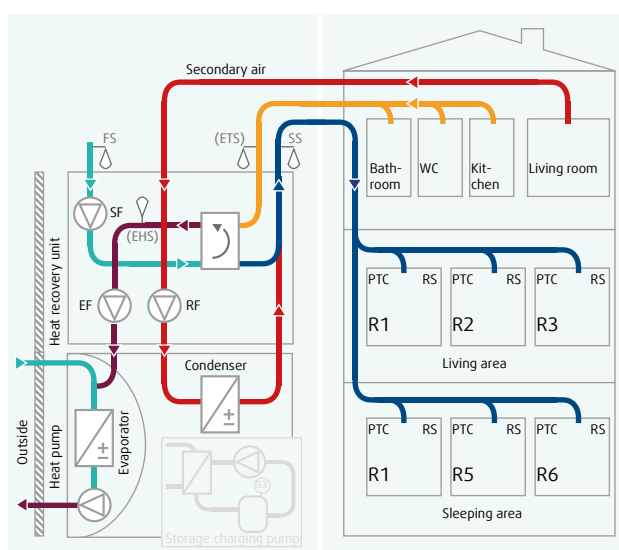 Secondary air
FS
(ETS)
SS
Bath-
room
WC
Kit-
chen
Living room
SF
(EHS)
Heat recovery unit
EF
RF
PTC RS
R1
PTC RS
R2
PTC RS
R3
Living area
Condenser
Outside
Heat pump
Evaporator
±
±
83
Storage charging pump
PTC RS
R1
PTC RS
R5
PTC RS
R6
Sleeping area